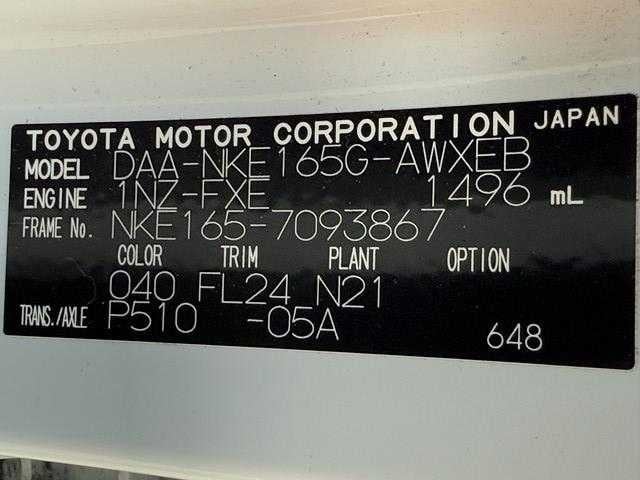 TOYOTA MOTOR CORPORATION JAPAN
MODEL DAA-NKE165G-AWXEB
ENGINE 1NZ-FXE 1496 mL
FRAME No. NKE165-7093867
COLOR TRIM PLANT OPTION
040 FL24 N21
TRANS./AXLE P510 -05A
648